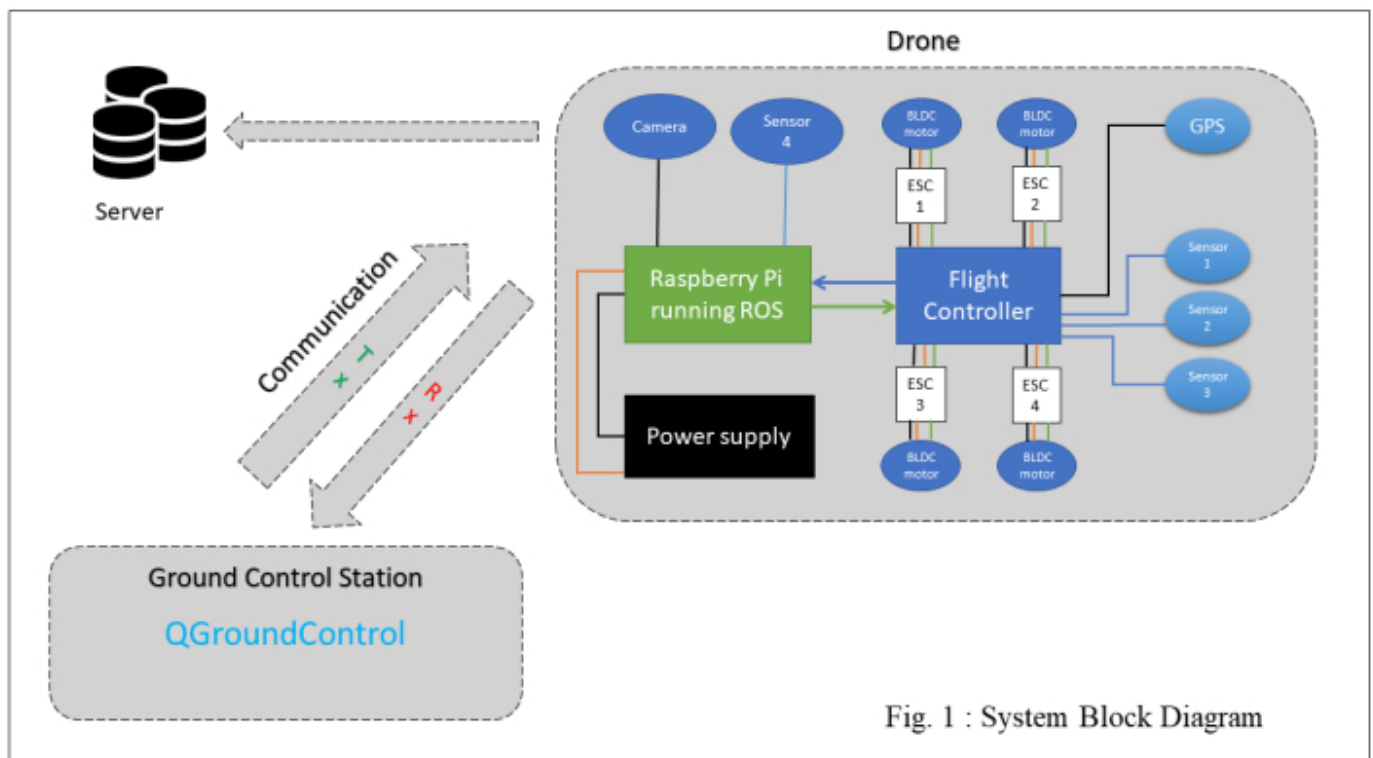 Drone
Server
Camera
Sensor
4
BLDC
motor
BLDC
motor
GPS
ESC
1
ESC
2
Sensor
1
Sensor
2
Sensor
3
Raspberry Pi
running ROS
Flight
Controller
Communication
Tx
Rx
Power supply
ESC
3
ESC
4
BLDC
motor
BLDC
motor
Ground Control Station
QGroundControl
Fig. 1 : System Block Diagram